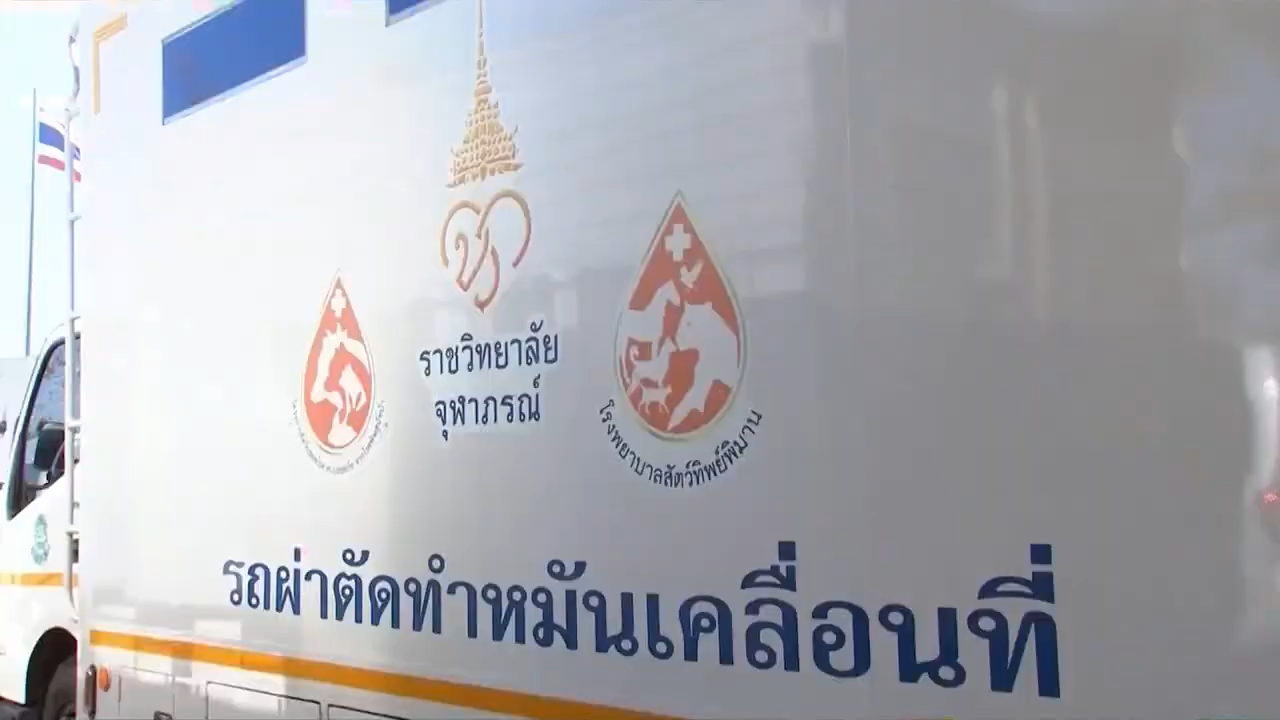 ราชวิทยาลัย
จุฬาภรณ์
โรงพยาบาลสัตว์ทิพย์พิมาน
รถผ่าตัดทำหมันเคลื่อนที่